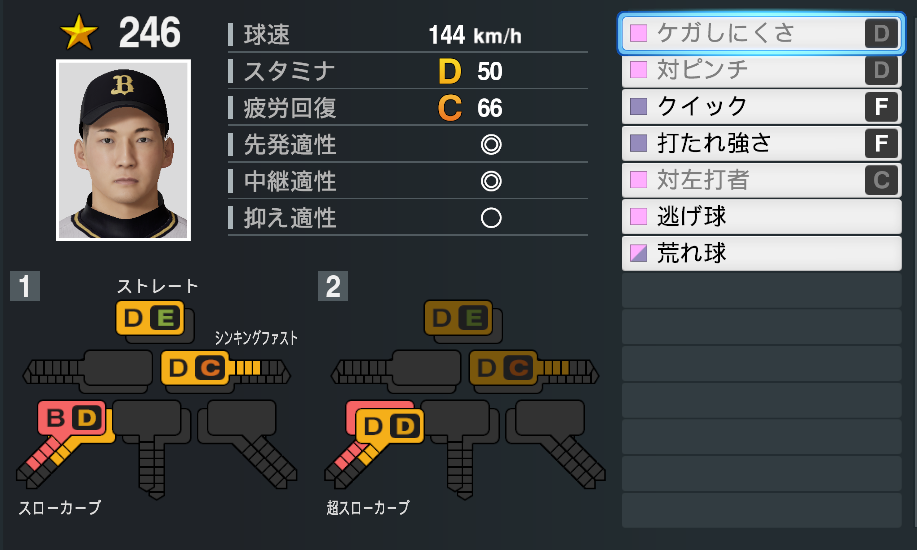 246
B
球速 144 km/h
スタミナ D 50
疲労回復 C 66
先発適性 ◎
中継適性 ◎
抑え適性 ○
ケガしにくさ D
対ピンチ D
クイック F
打たれ強さ F
対左打者 C
逃げ球
荒れ球
1
ストレート
D E
シンキングファスト
D C
B D
スローカーブ
2
D E
D C
D D
超スローカーブ